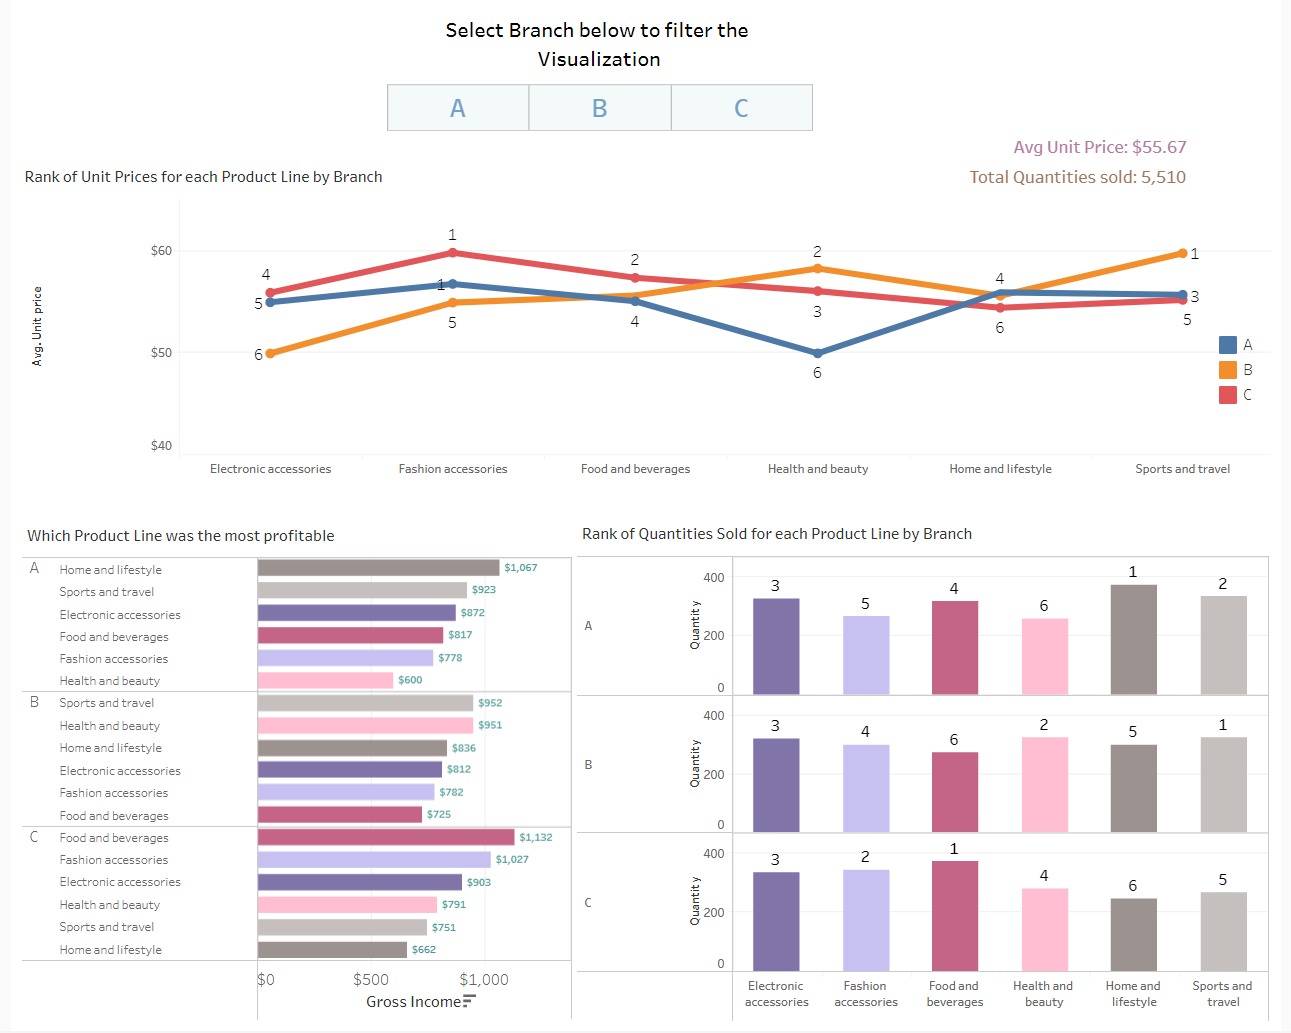 Select Branch below to filter the
Visualization
A B C
Avg Unit Price: $55.67
Rank of Unit Prices for each Product Line by Branch
Total Quantities sold: 5,510
Avg. Unit price
$60
$50
$40
4 1 2 2 4 1
5 1 3 3
6 5 4 6 6 5
A
B
C
Electronic accessories Fashion accessories Food and beverages Health and beauty Home and lifestyle Sports and travel
Which Product Line was the most profitable
A Home and lifestyle $1,067
Sports and travel $923
Electronic accessories $872
Food and beverages $817
Fashion accessories $778
Health and beauty $600
B Sports and travel $952
Health and beauty $951
Home and lifestyle $836
Electronic accessories $812
Fashion accessories $782
Food and beverages $725
C Food and beverages $1,132
Fashion accessories $1,027
Electronic accessories $903
Health and beauty $791
Sports and travel $751
Home and lifestyle $662
$0 $500 $1,000
Gross Income
Rank of Quantities Sold for each Product Line by Branch
A
Quantity
400
200
0
3 5 4 6 1 2
B
Quantity
400
200
0
3 4 6 2 5 1
C
Quantity
400
200
0
3 2 1 4 6 5
Electronic accessories
Fashion accessories
Food and beverages
Health and beauty
Home and lifestyle
Sports and travel